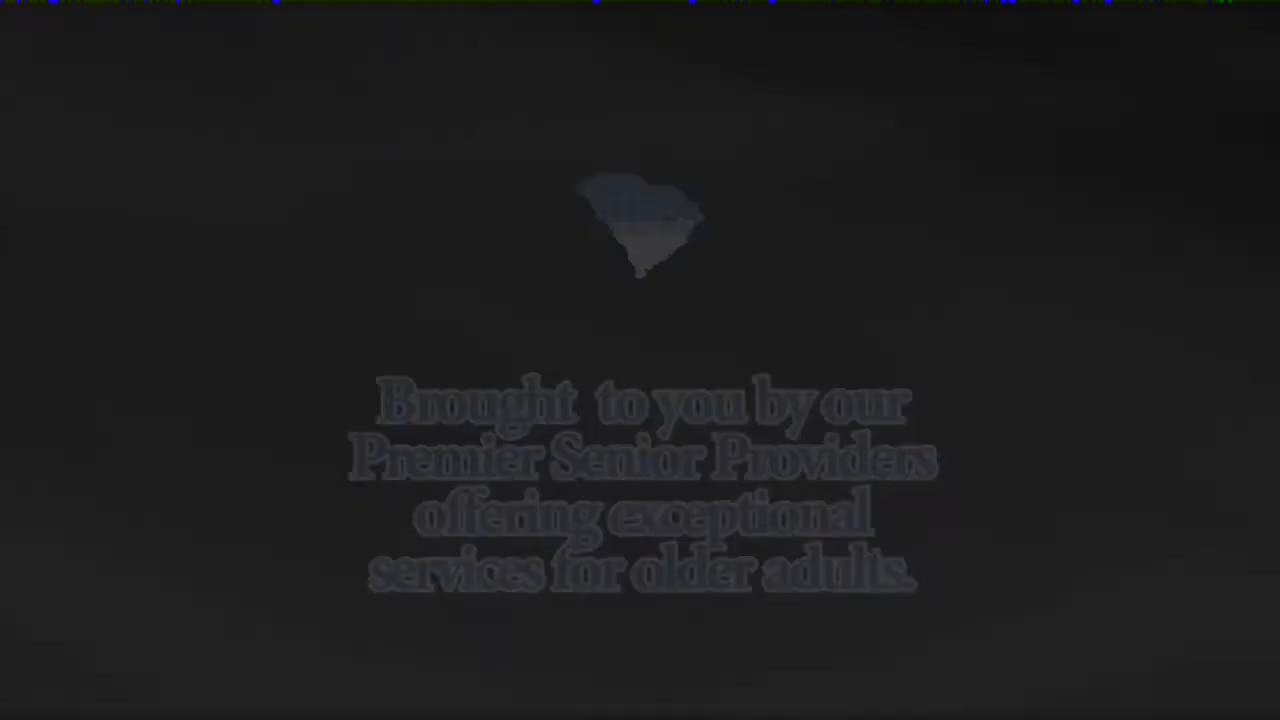 Brought to you by our
Premier Senior Providers
offering exceptional
services for older adults.